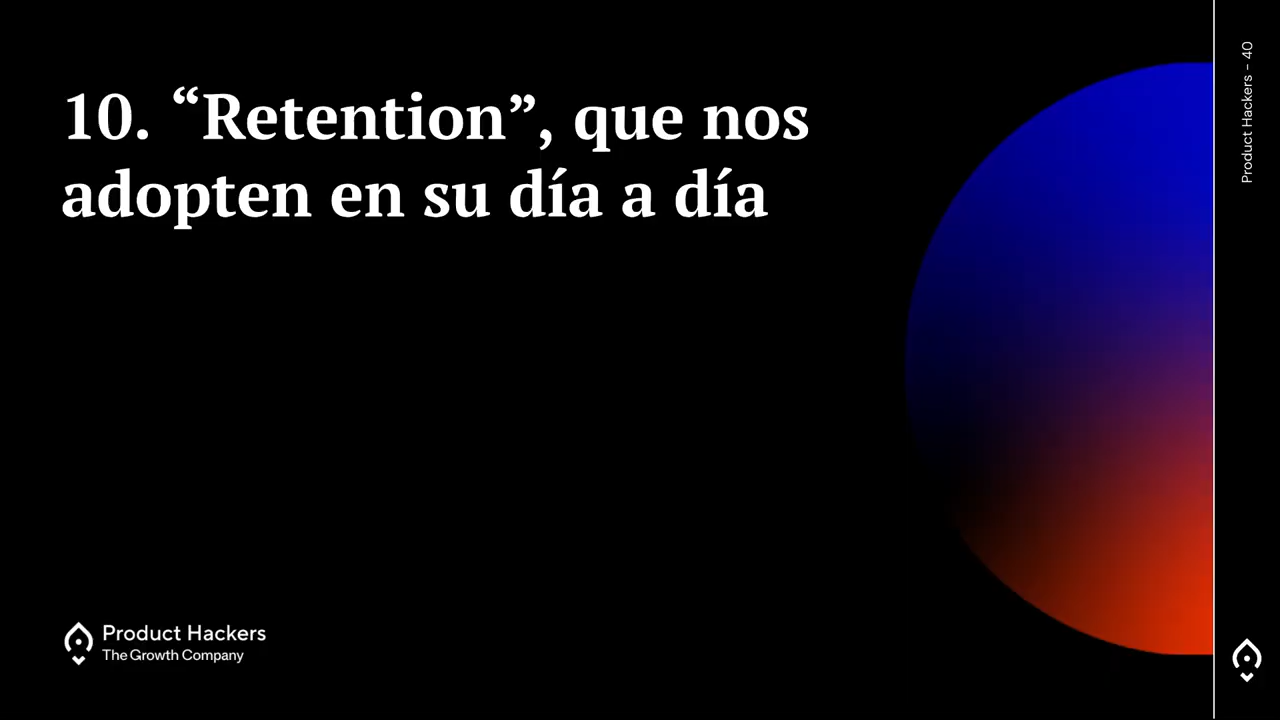 10. “Retention”, que nos
adopten en su día a día
Product Hackers – 40
Product Hackers
The Growth Company